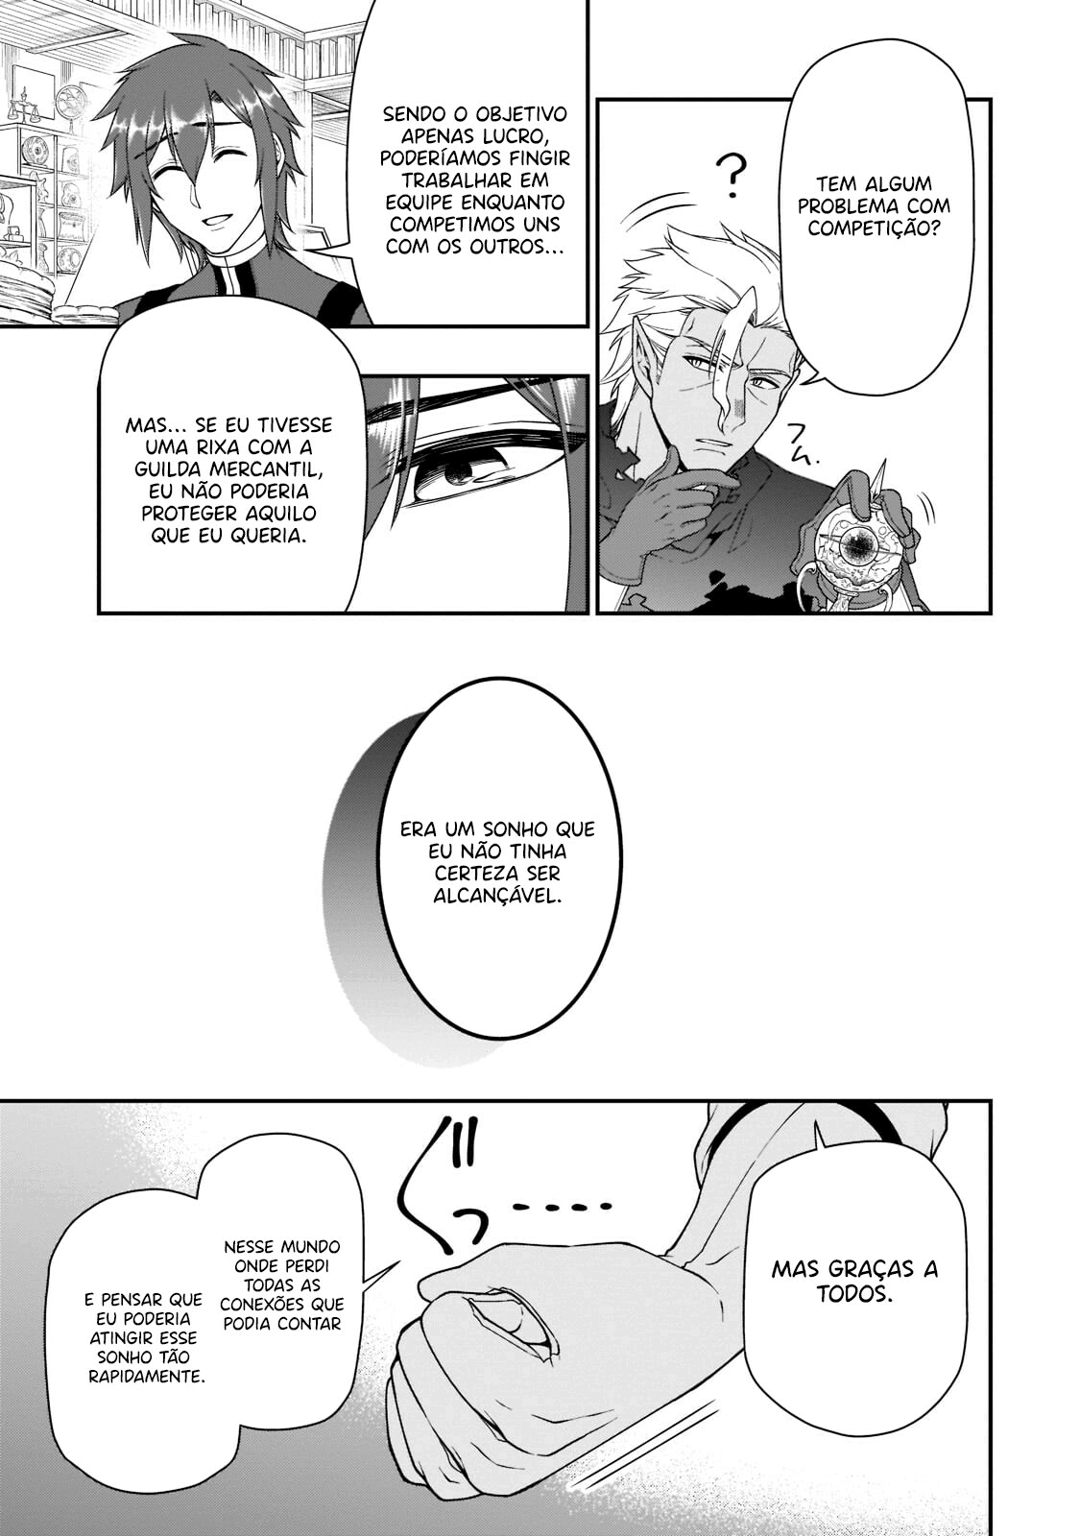 TEM ALGUM
PROBLEMA COM
COMPETIÇÃO?
?
SENDO O OBJETIVO
APENAS LUCRO,
PODERÍAMOS FINGIR
TRABALHAR EM
EQUIPE ENQUANTO
COMPETIMOS UNS
COM OS OUTROS...
MAS... SE EU TIVESSE
UMA RIXA COM A
GUILDA MERCANTIL,
EU NÃO PODERIA
PROTEGER AQUILO
QUE EU QUERIA.
ERA UM SONHO QUE
EU NÃO TINHA
CERTEZA SER
ALCANÇÁVEL.
MAS GRAÇAS A
TODOS.
NESSE MUNDO
ONDE PERDI
TODAS AS
CONEXÕES QUE
PODIA CONTAR
E PENSAR QUE
EU PODERIA
ATINGIR ESSE
SONHO TÃO
RAPIDAMENTE.